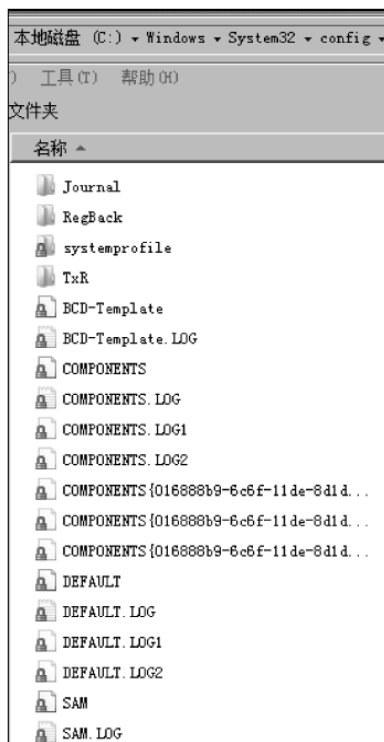 本地磁盘 (C:) ▾ Windows ▾ System32 ▾ config ▾
) 工具(T) 帮助(H)
文件夹
名称
Journal
RegBack
systemprofile
TxR
BCD-Template
BCD-Template.LOG
COMPONENTS
COMPONENTS.LOG
COMPONENTS.LOG1
COMPONENTS.LOG2
COMPONENTS{016888b9-6c6f-11de-8d1d...
COMPONENTS{016888b9-6c6f-11de-8d1d...
COMPONENTS{016888b9-6c6f-11de-8d1d...
DEFAULT
DEFAULT.LOG
DEFAULT.LOG1
DEFAULT.LOG2
SAM
SAM.LOG